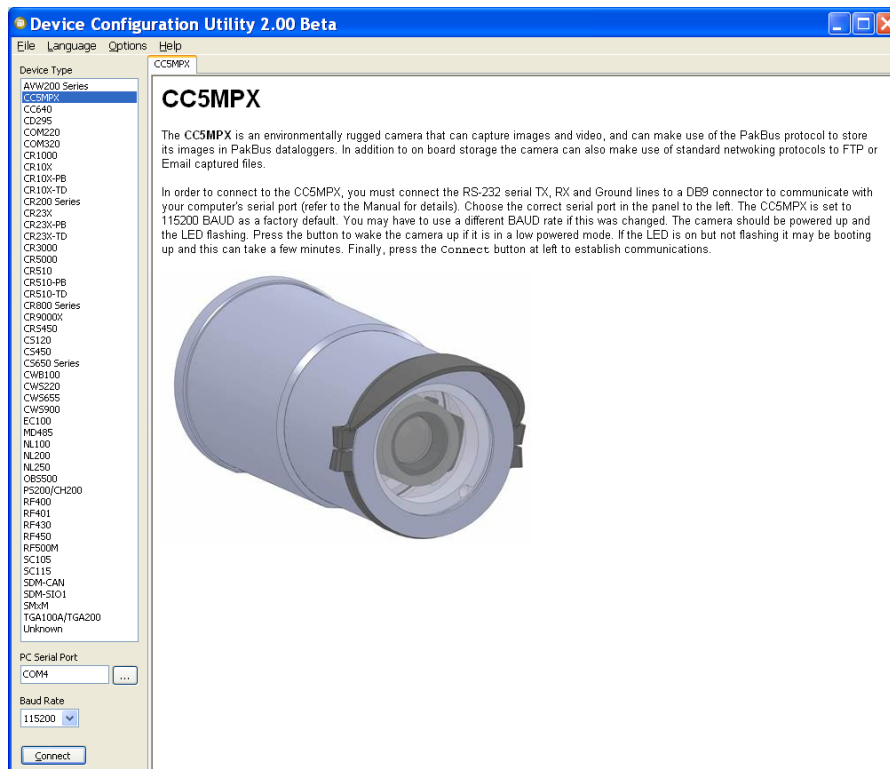 Device Configuration Utility 2.00 Beta
File Language Options Help
Device Type
AVW200 Series
CC5MPX
CC640
CD295
COM220
COM320
CR1000
CR10X
CR10X-PB
CR10X-TD
CR200 Series
CR23X
CR23X-PB
CR23X-TD
CR3000
CR5000
CR510
CR510-PB
CR510-TD
CR800 Series
CR9000X
CRS450
CS120
CS450
CS650 Series
CWB100
CWS220
CWS655
CWS900
EC100
MD485
NL100
NL200
NL250
OBS500
PS200/CH200
RF400
RF401
RF430
RF450
RF500M
SC105
SC115
SDM-CAN
SDM-SIO1
SMxM
TGA100A/TGA200
Unknown
PC Serial Port
COM4
...
Baud Rate
115200
Connect
CC5MPX
CC5MPX
The CC5MPX is an environmentally rugged camera that can capture images and video, and can make use of the PakBus protocol to store
its images in PakBus dataloggers. In addition to on board storage the camera can also make use of standard netwoking protocols to FTP or
Email captured files.
In order to connect to the CC5MPX, you must connect the RS-232 serial TX, RX and Ground lines to a DB9 connector to communicate with
your computer's serial port (refer to the Manual for details). Choose the correct serial port in the panel to the left. The CC5MPX is set to
115200 BAUD as a factory default. You may have to use a different BAUD rate if this was changed. The camera should be powered up and
the LED flashing. Press the button to wake the camera up if it is in a low powered mode. If the LED is on but not flashing it may be booting
up and this can take a few minutes. Finally, press the Connect button at left to establish communications.